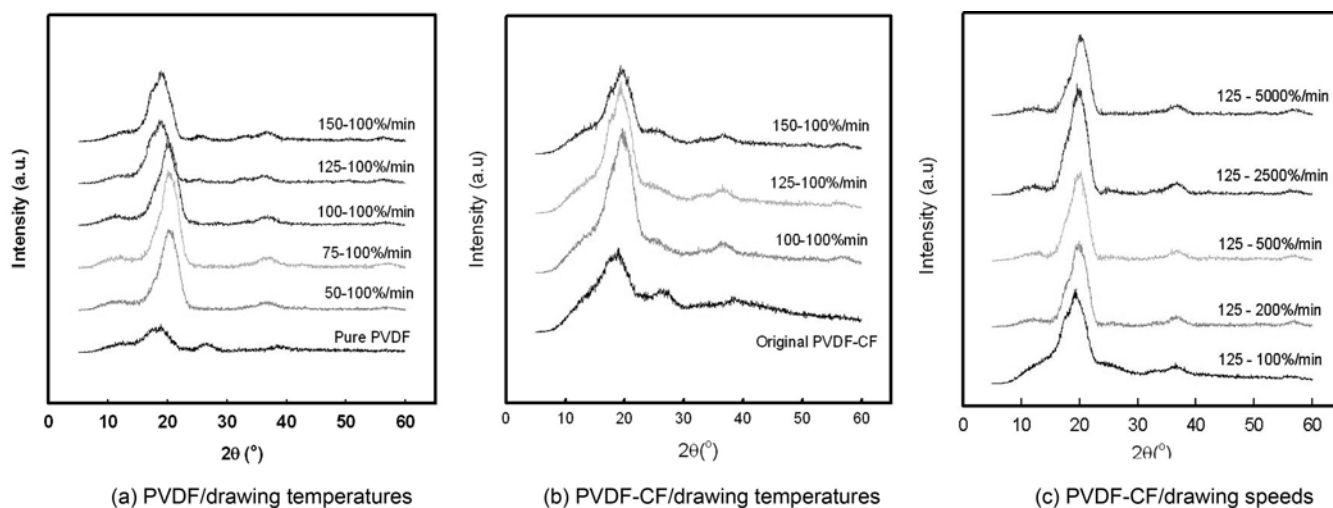 Intensity (a.u.)
150-100%/min
125-100%/min
100-100%/min
75-100%/min
50-100%/min
Pure PVDF
0 10 20 30 40 50 60
2θ (°)
(a) PVDF/drawing temperatures
Intensity (a.u)
150-100%/min
125-100%/min
100-100%min
Original PVDF-CF
0 10 20 30 40 50 60
2θ(°)
(b) PVDF-CF/drawing temperatures
Intensity (a.u)
125 - 5000%/min
125 - 2500%/min
125 - 500%/min
125 - 200%/min
125 - 100%/min
0 10 20 30 40 50 60
2θ(°)
(c) PVDF-CF/drawing speeds